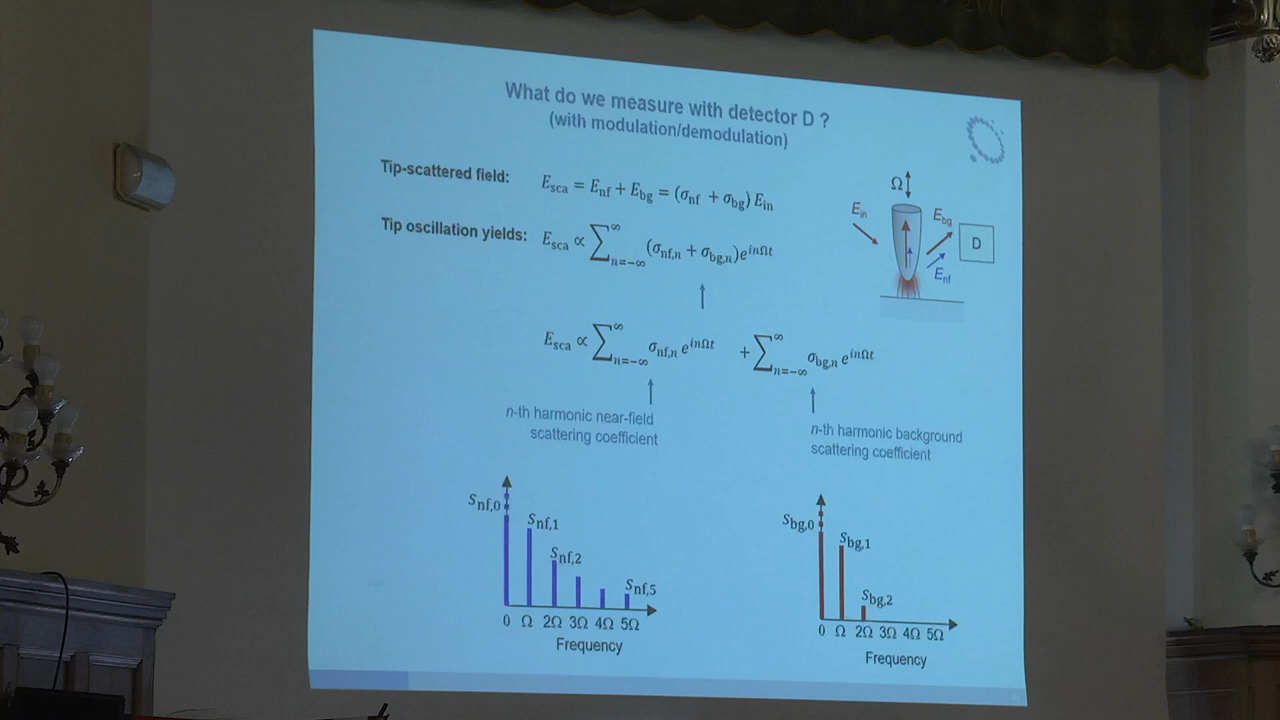 What do we measure with detector D ?
(with modulation/demodulation)
Tip-scattered field: E_sca = E_nf + E_bg = (σ_nf + σ_bg) E_in
Tip oscillation yields: E_sca ∝ ∑_{n=−∞}^{∞} (σ_nf,n + σ_bg,n)e^{inΩt}
Ω
E_in
E_bg
D
E_nf
E_sca ∝ ∑_{n=−∞}^{∞} σ_nf,n e^{inΩt} + ∑_{n=−∞}^{∞} σ_bg,n e^{inΩt}
n-th harmonic near-field
scattering coefficient
n-th harmonic background
scattering coefficient
S_nf,0
S_nf,1
S_nf,2
S_nf,5
0 Ω 2Ω 3Ω 4Ω 5Ω
Frequency
S_bg,0
S_bg,1
S_bg,2
0 Ω 2Ω 3Ω 4Ω 5Ω
Frequency